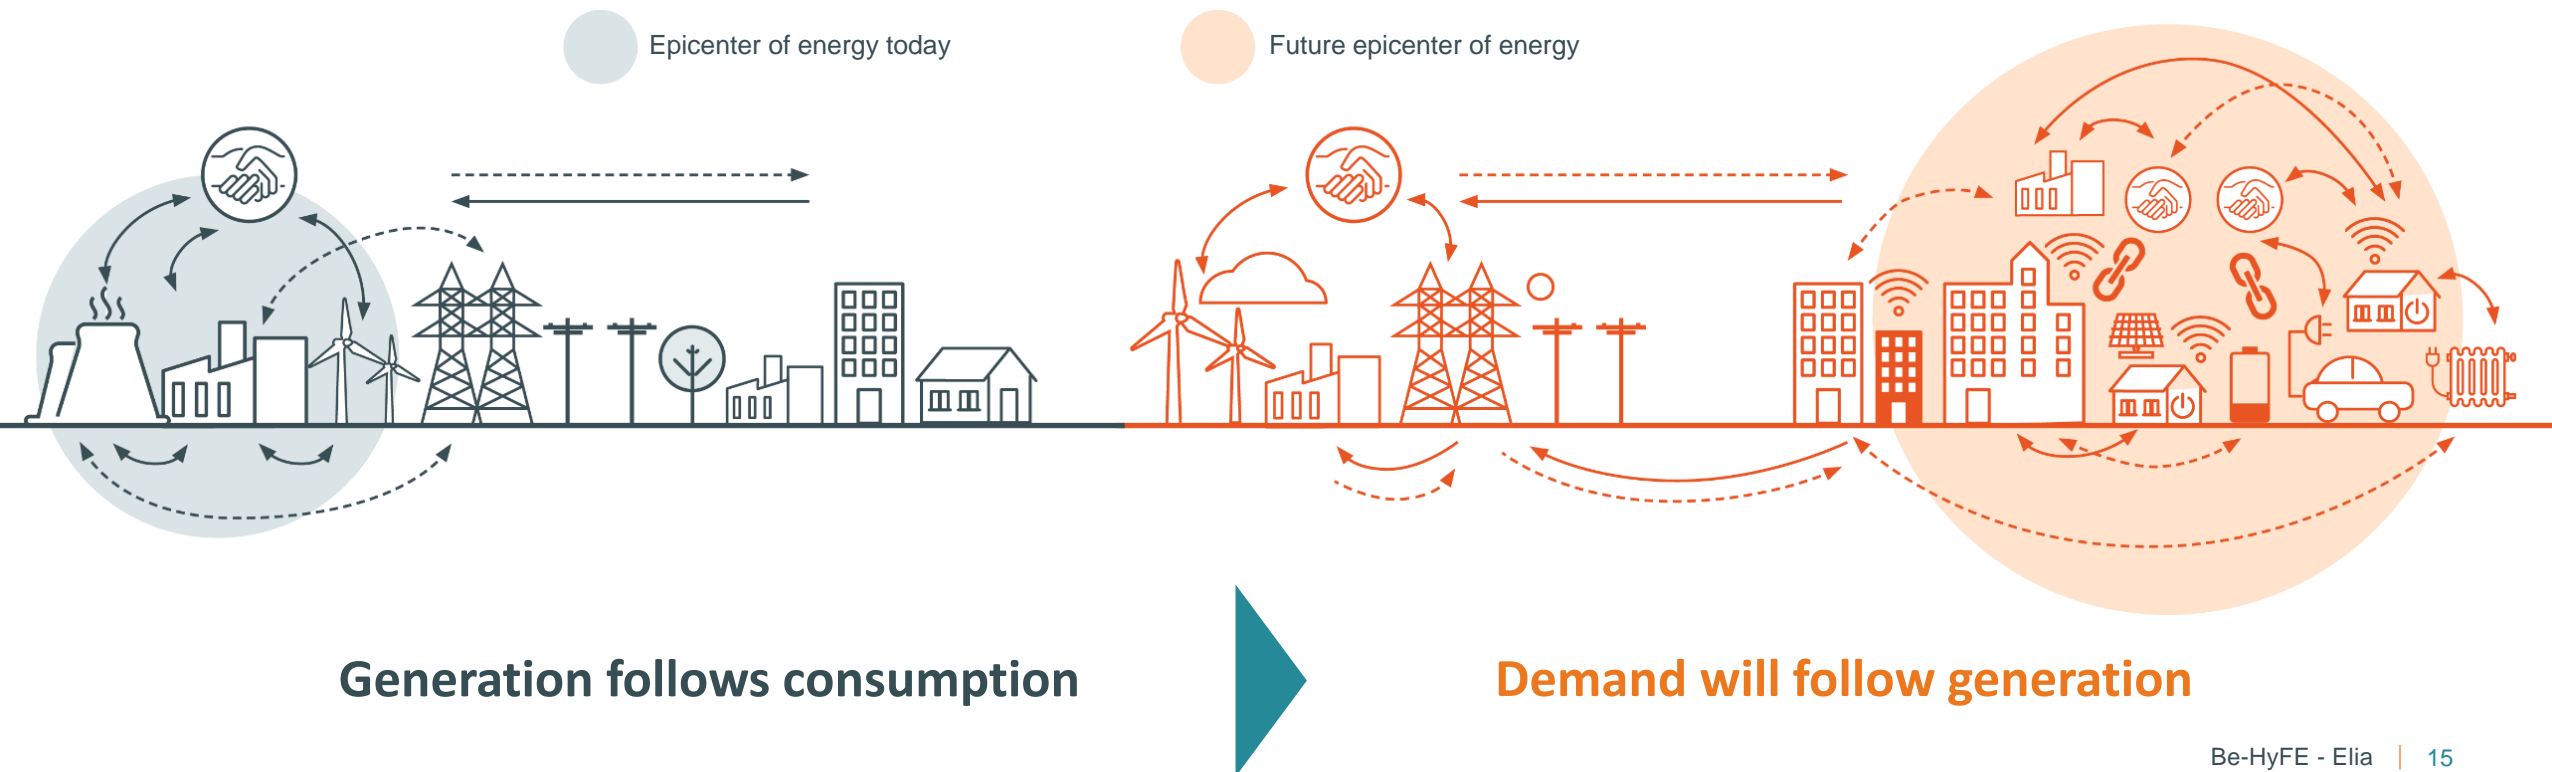 Epicenter of energy today
Future epicenter of energy
Generation follows consumption
Demand will follow generation
Be-HyFE - Elia | 15